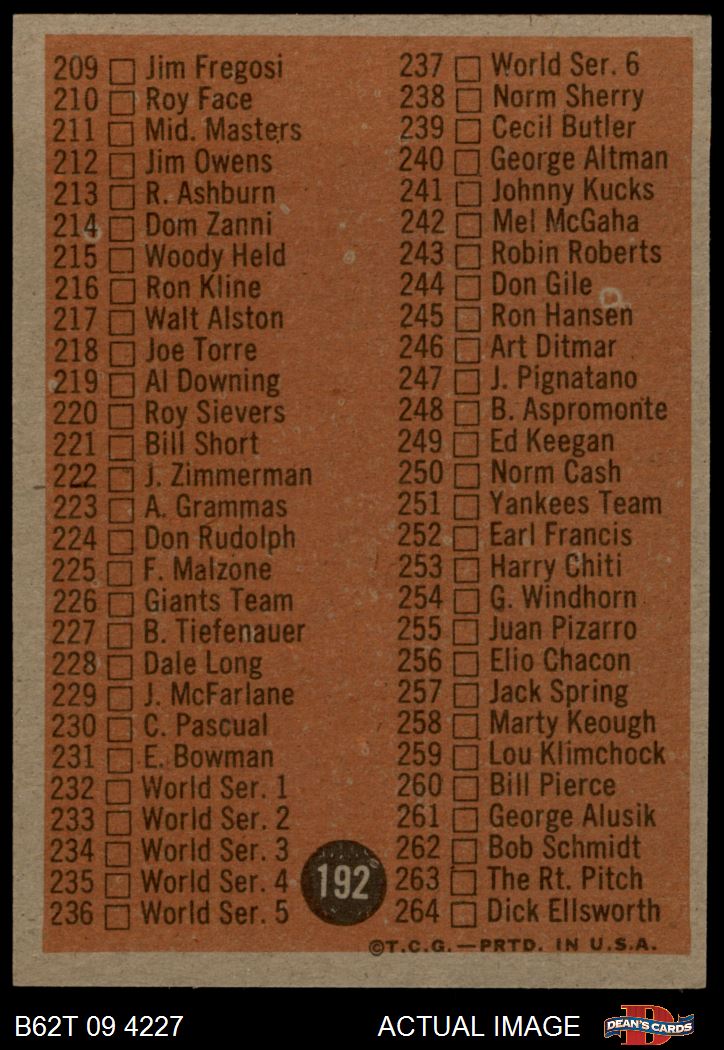 209 Jim Fregosi
210 Roy Face
211 Mid. Masters
212 Jim Owens
213 R. Ashburn
214 Dom Zanni
215 Woody Held
216 Ron Kline
217 Walt Alston
218 Joe Torre
219 Al Downing
220 Roy Sievers
221 Bill Short
222 J. Zimmerman
223 A. Grammas
224 Don Rudolph
225 F. Malzone
226 Giants Team
227 B. Tiefenauer
228 Dale Long
229 J. McFarlane
230 C. Pascual
231 E. Bowman
232 World Ser. 1
233 World Ser. 2
234 World Ser. 3
235 World Ser. 4
236 World Ser. 5
192
237 World Ser. 6
238 Norm Sherry
239 Cecil Butler
240 George Altman
241 Johnny Kucks
242 Mel McGaha
243 Robin Roberts
244 Don Gile
245 Ron Hansen
246 Art Ditmar
247 J. Pignatano
248 B. Aspromonte
249 Ed Keegan
250 Norm Cash
251 Yankees Team
252 Earl Francis
253 Harry Chiti
254 G. Windhorn
255 Juan Pizarro
256 Elio Chacon
257 Jack Spring
258 Marty Keough
259 Lou Klimchock
260 Bill Pierce
261 George Alusik
262 Bob Schmidt
263 The Rt. Pitch
264 Dick Ellsworth
©T.C.G.—PRTD. IN U.S.A.
B62T 09 4227
ACTUAL IMAGE
D
DEAN'S CARDS